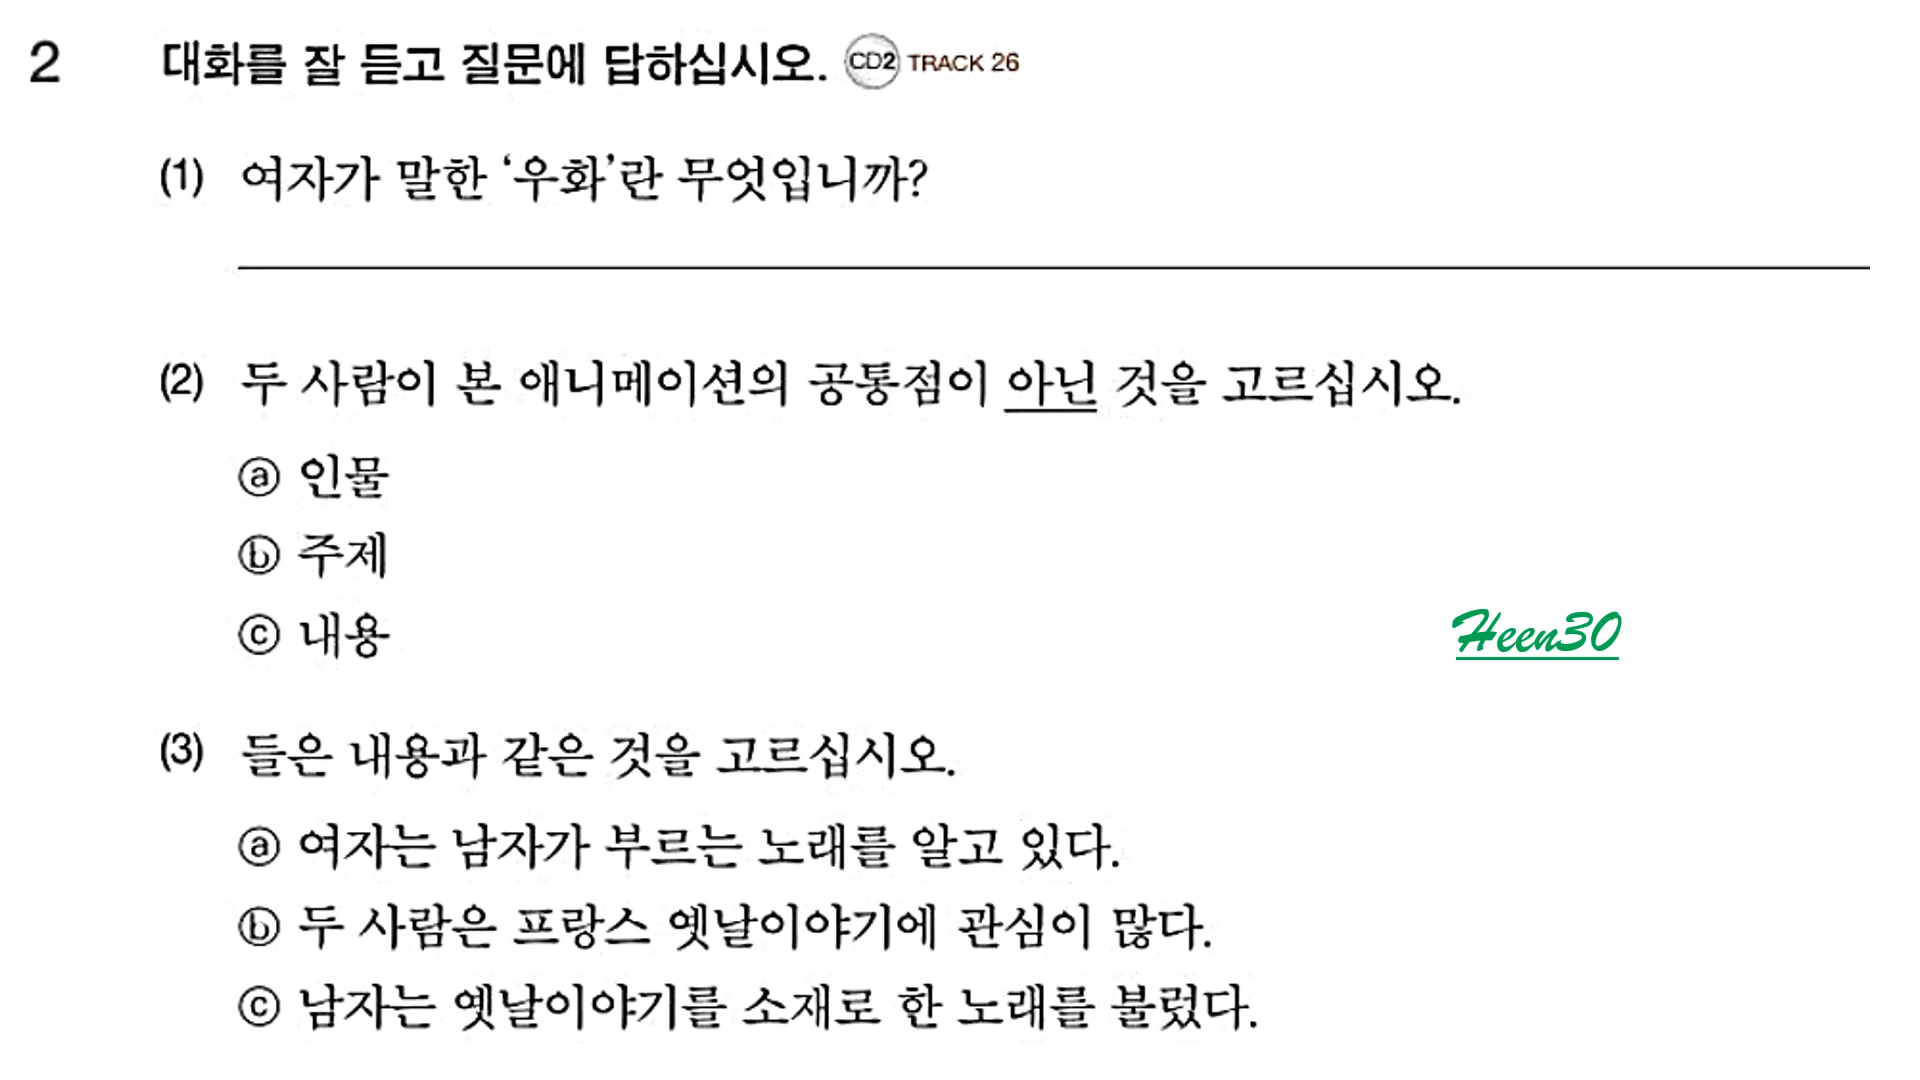 2 대화를 잘 듣고 질문에 답하십시오. CD2 TRACK 26
(1) 여자가 말한 ‘우화’란 무엇입니까?
(2) 두 사람이 본 애니메이션의 공통점이 아닌 것을 고르십시오.
ⓐ 인물
ⓑ 주제
ⓒ 내용
Heen30
(3) 들은 내용과 같은 것을 고르십시오.
ⓐ 여자는 남자가 부르는 노래를 알고 있다.
ⓑ 두 사람은 프랑스 옛날이야기에 관심이 많다.
ⓒ 남자는 옛날이야기를 소재로 한 노래를 불렀다.